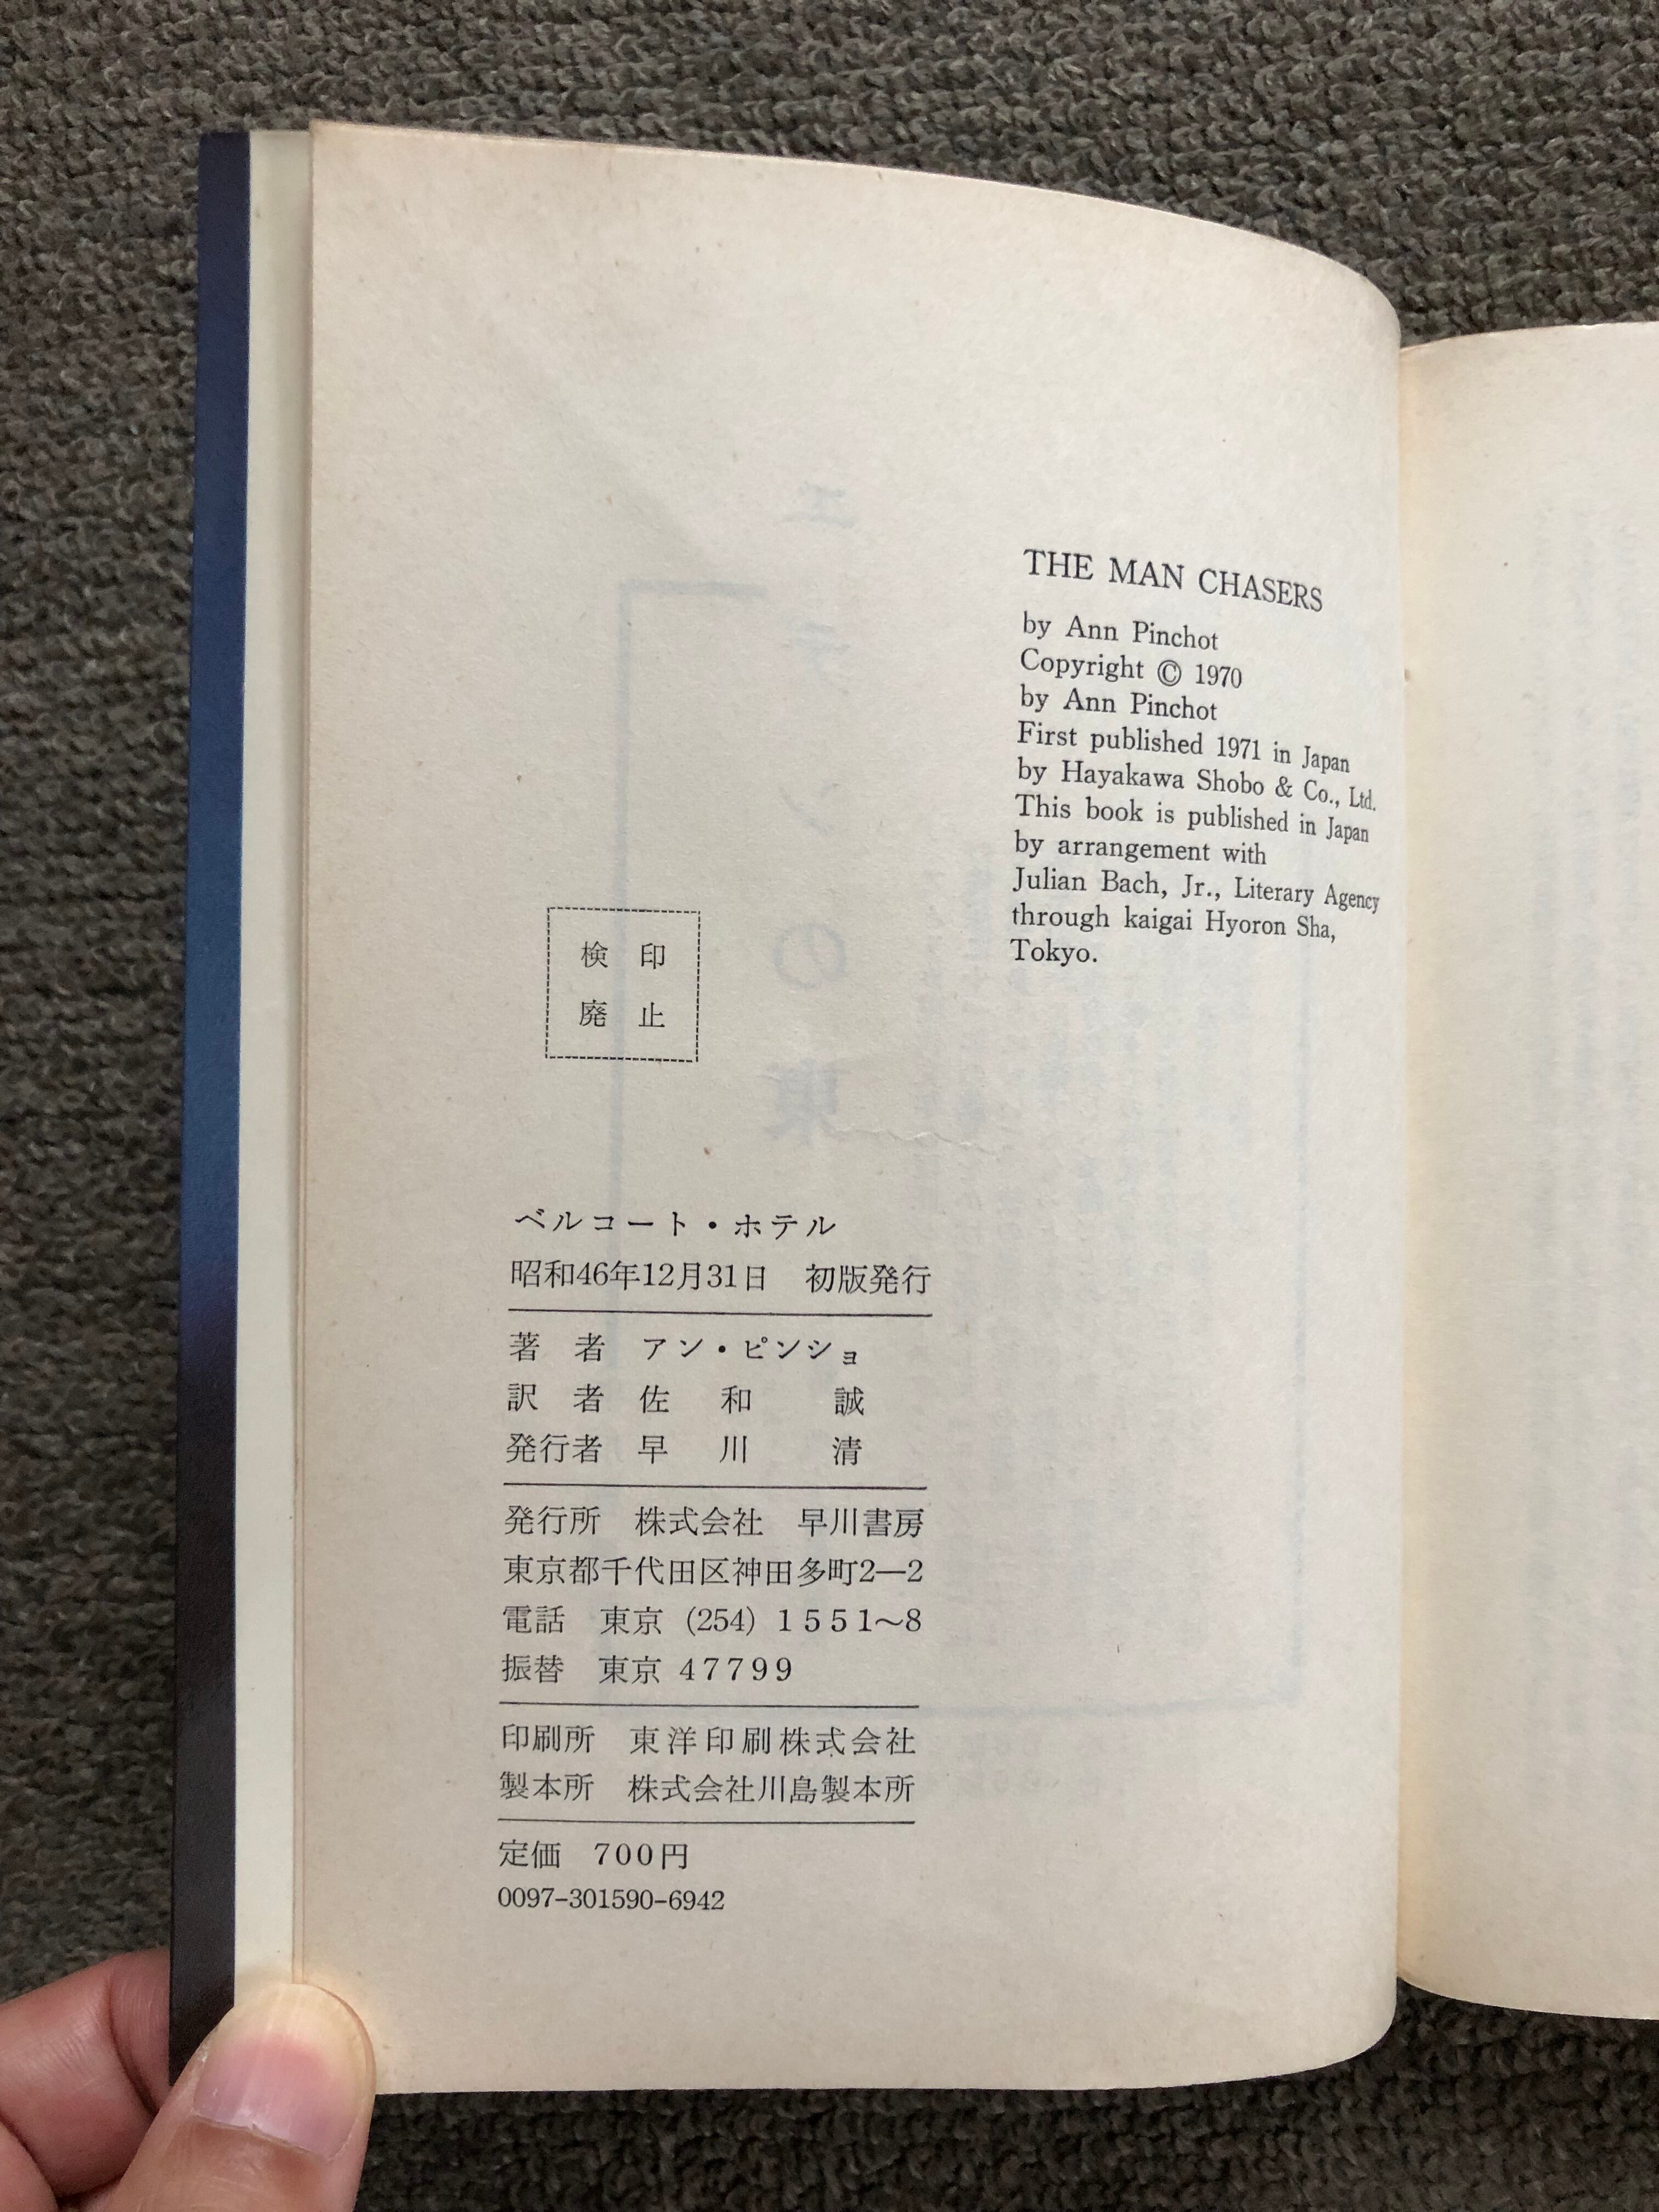 THE MAN CHASERS
by Ann Pinchot
Copyright © 1970
by Ann Pinchot
First published 1971 in Japan
by Hayakawa Shobo & Co., Ltd.
This book is published in Japan
by arrangement with
Julian Bach, Jr., Literary Agency
through kaigai Hyoron Sha,
Tokyo.
検印
廃止
ベルコート・ホテル
昭和46年12月31日　初版発行
著者　アン・ピンショ
訳者　佐和　誠
発行者　早川　清
発行所　株式会社　早川書房
東京都千代田区神田多町2―2
電話　東京 (254) 1551〜8
振替　東京 47799
印刷所　東洋印刷株式会社
製本所　株式会社川島製本所
定価　700円
0097-301590-6942